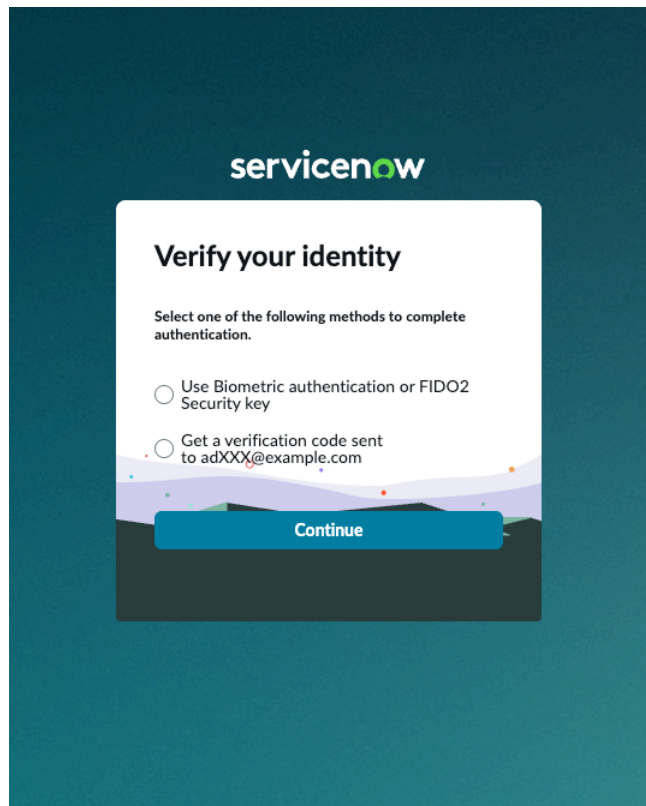 servicenow
Verify your identity
Select one of the following methods to complete
authentication.
Use Biometric authentication or FIDO2
Security key
Get a verification code sent
to adXXX@example.com
Continue